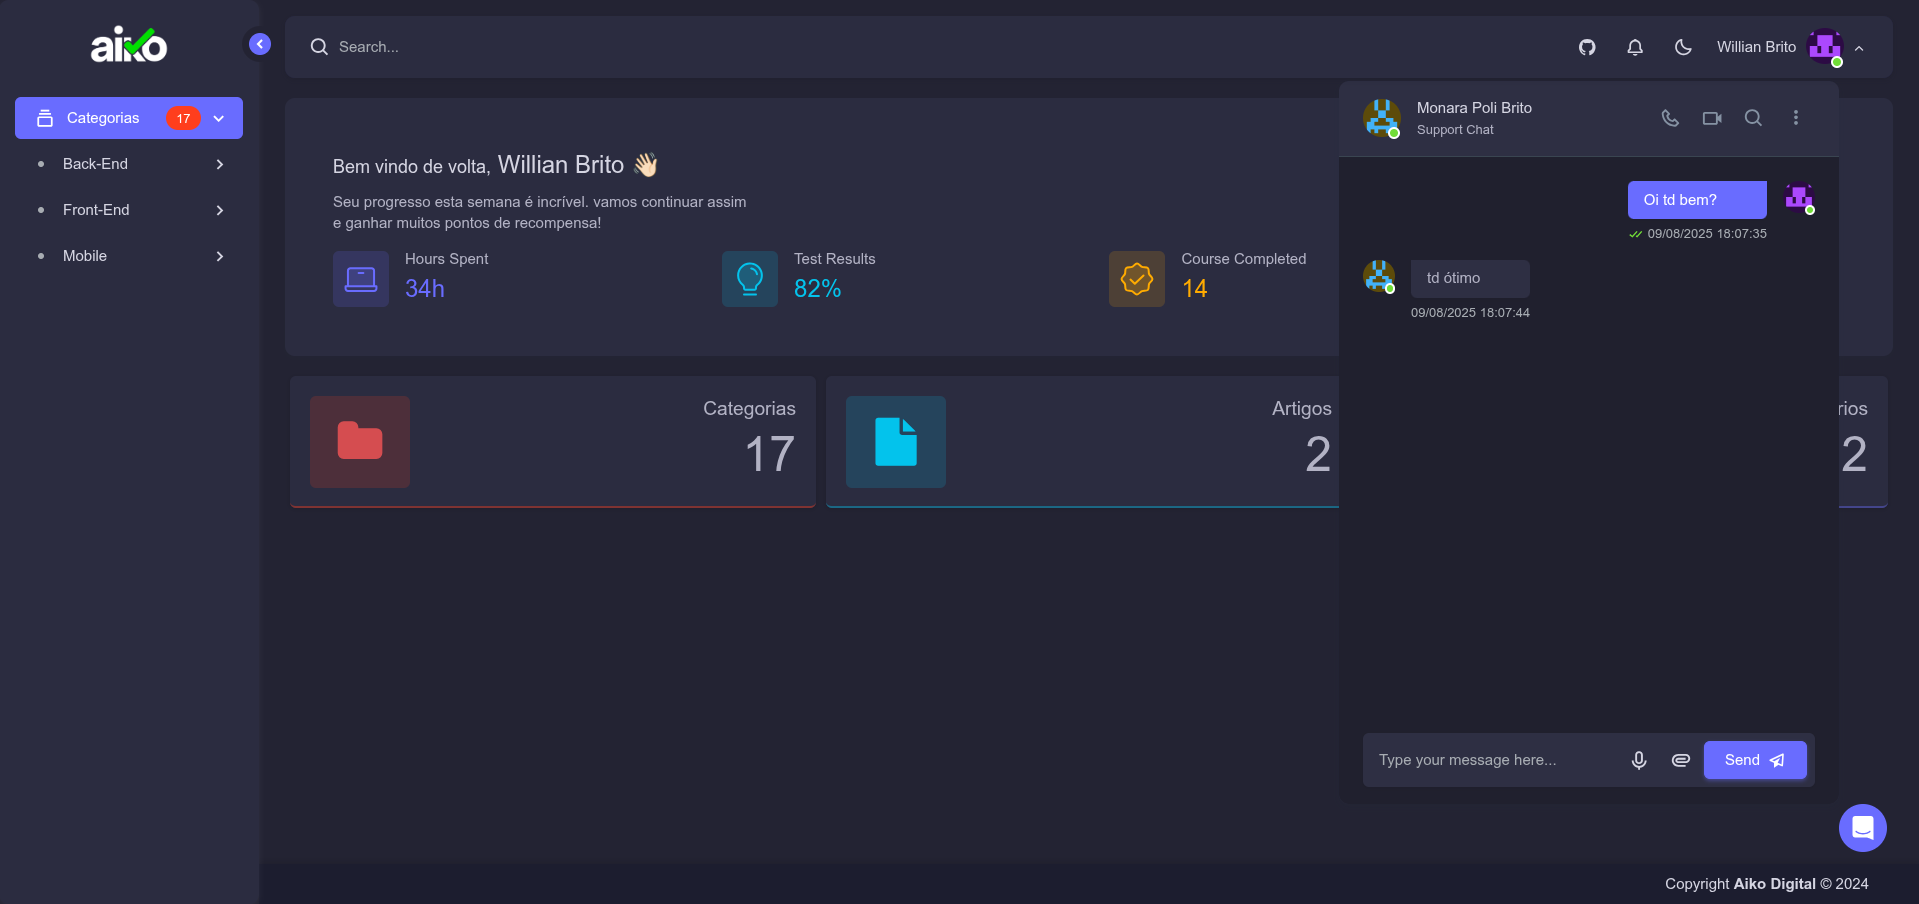 aiko
Search...
Willian Brito
Categorias 17
Back-End
Front-End
Mobile
Bem vindo de volta, Willian Brito 👋🏻
Seu progresso esta semana é incrível. vamos continuar assim
e ganhar muitos pontos de recompensa!
Hours Spent
34h
Test Results
82%
Course Completed
14
Categorias
17
Artigos
2
rios
2
Monara Poli Brito
Support Chat
Oi td bem?
09/08/2025 18:07:35
td ótimo
09/08/2025 18:07:44
Type your message here...
Send
Copyright Aiko Digital © 2024